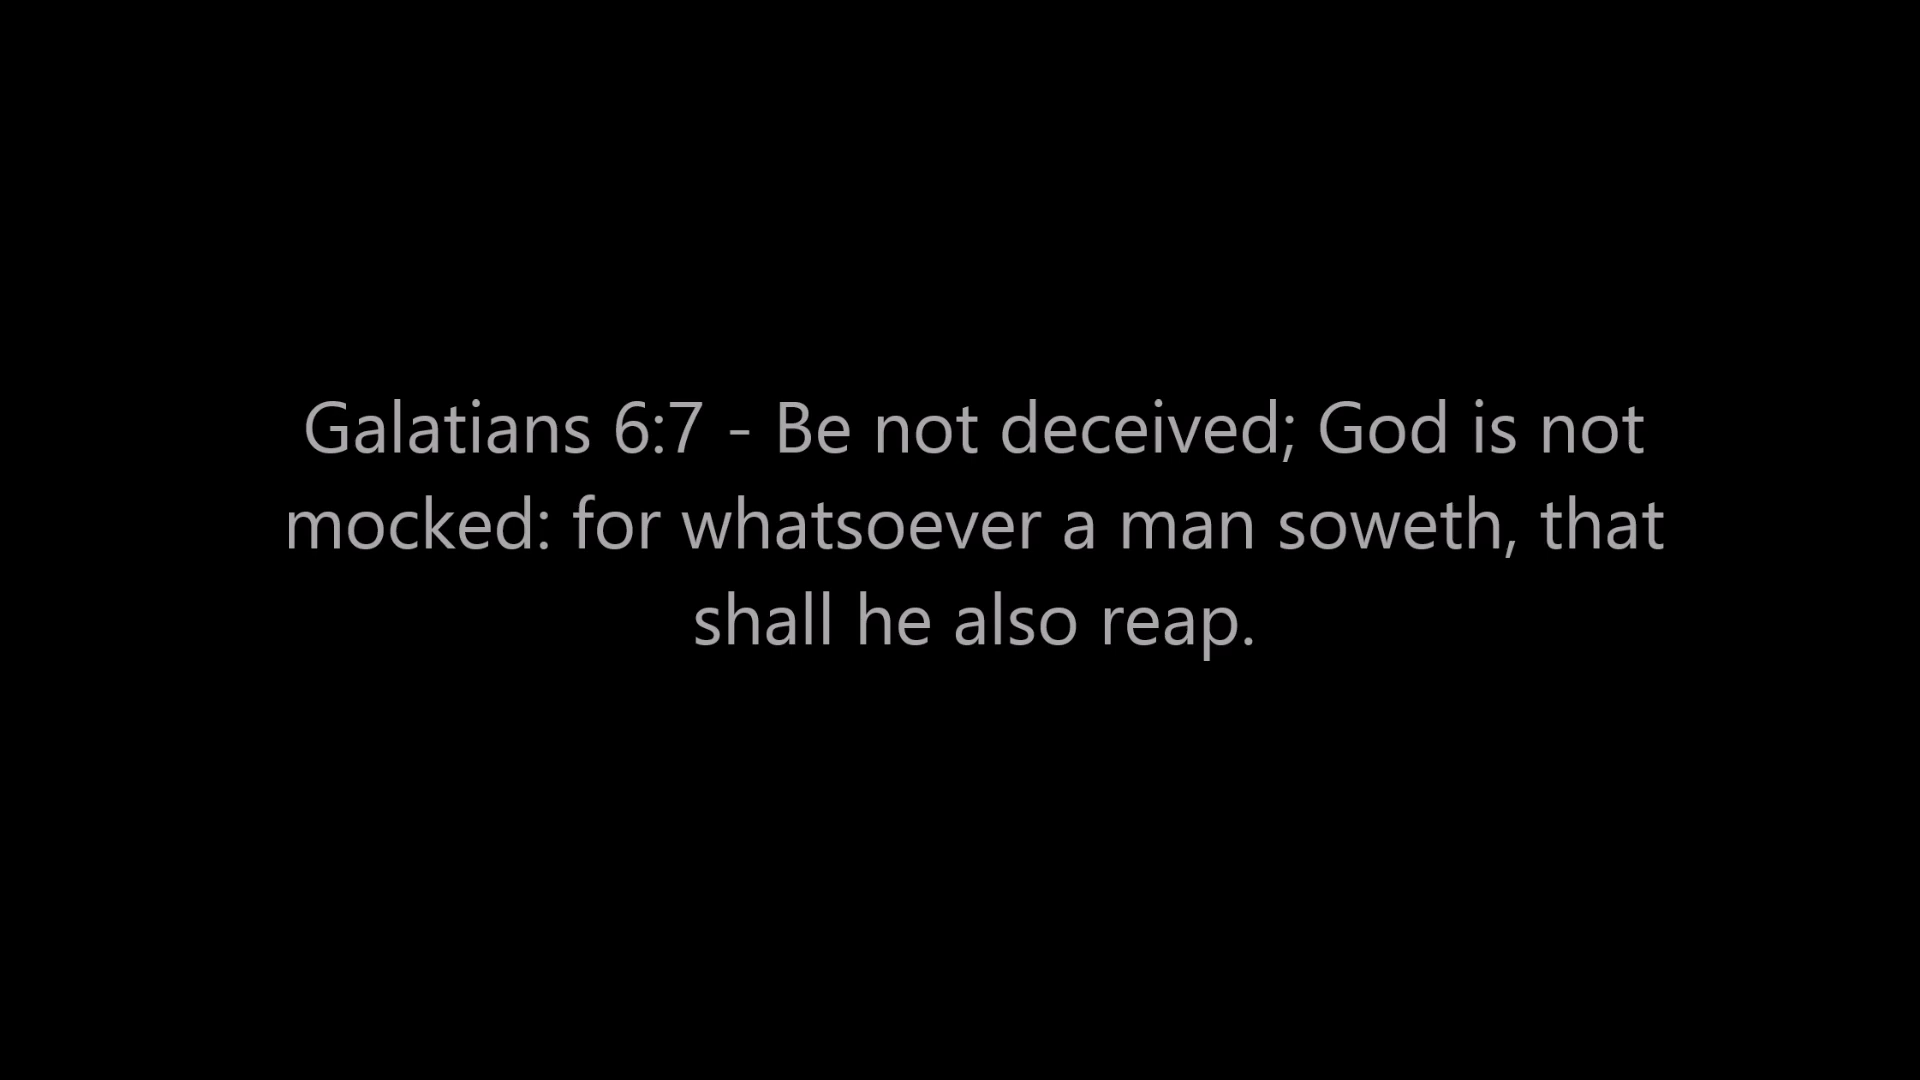 Galatians 6:7 - Be not deceived; God is not
mocked: for whatsoever a man soweth, that
shall he also reap.